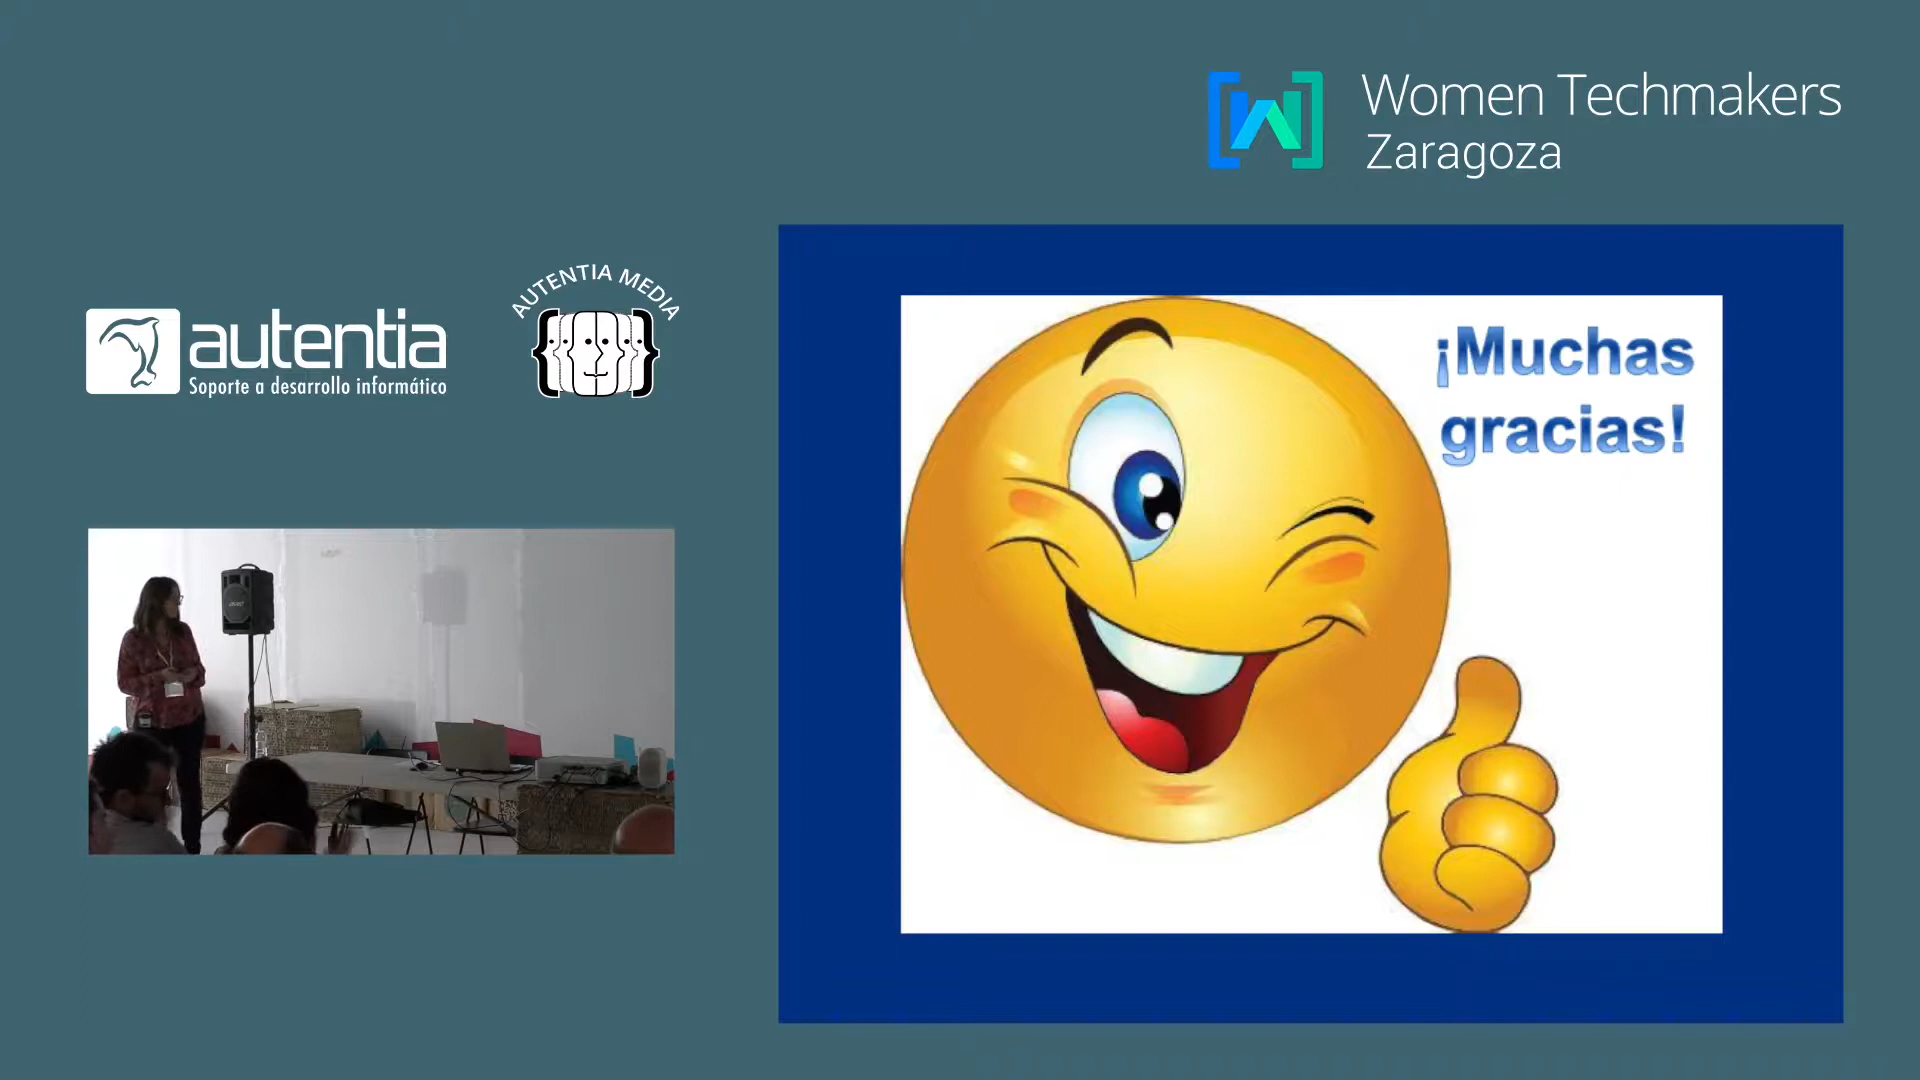 Women Techmakers
Zaragoza
AUTENTIA MEDIA
autentia
Soporte a desarrollo informático
¡Muchas
gracias!